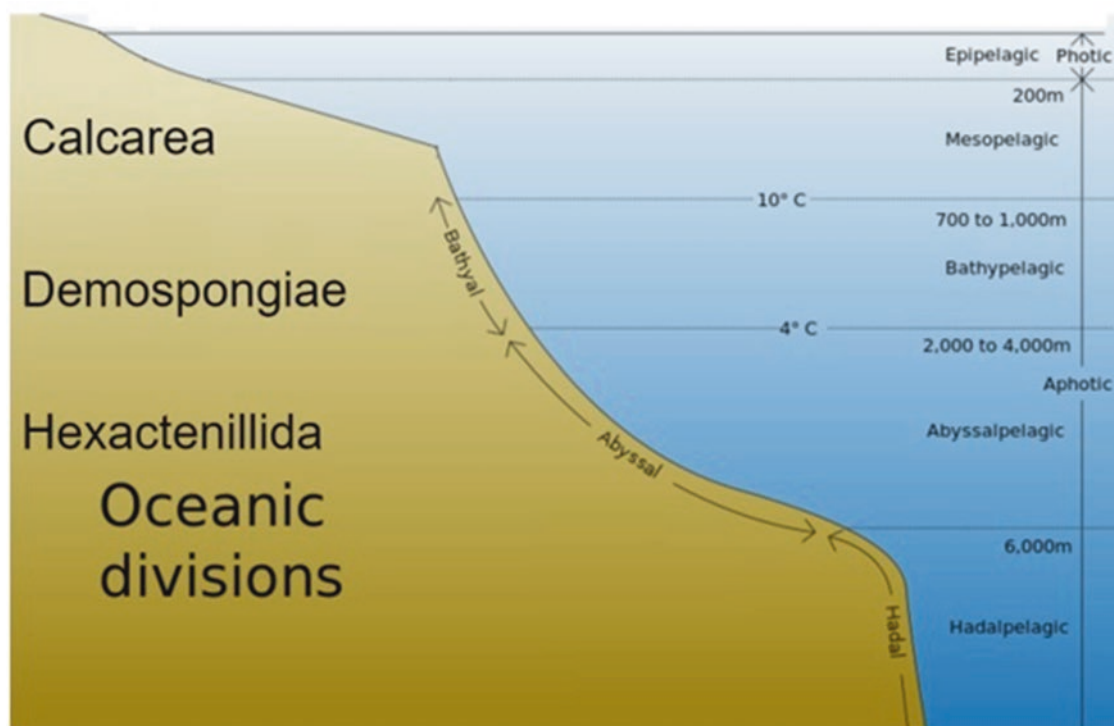 Epipelagic Photic
200m
Calcarea
Mesopelagic
10° C
700 to 1,000m
Bathyal
Bathypelagic
Demospongiae
4° C
2,000 to 4,000m
Aphotic
Hexactenillida
Abyssal
Abyssalpelagic
Oceanic
divisions
6,000m
Hadal
Hadalpelagic